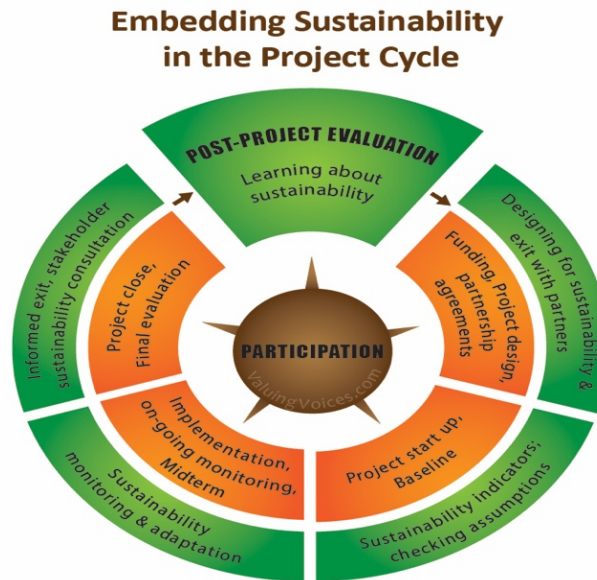 Embedding Sustainability
in the Project Cycle
POST-PROJECT EVALUATION
Learning about
sustainability
Designing for sustainability &
exit with partners
Funding, Project design,
partnership
agreements
Sustainability indicators;
checking assumptions
Project start up,
Baseline
Implementation,
on-going monitoring,
Midterm
Sustainability
monitoring & adaptation
Project close,
Final evaluation
Informed exit, stakeholder
sustainability consultation
PARTICIPATION
ValuingVoices.com